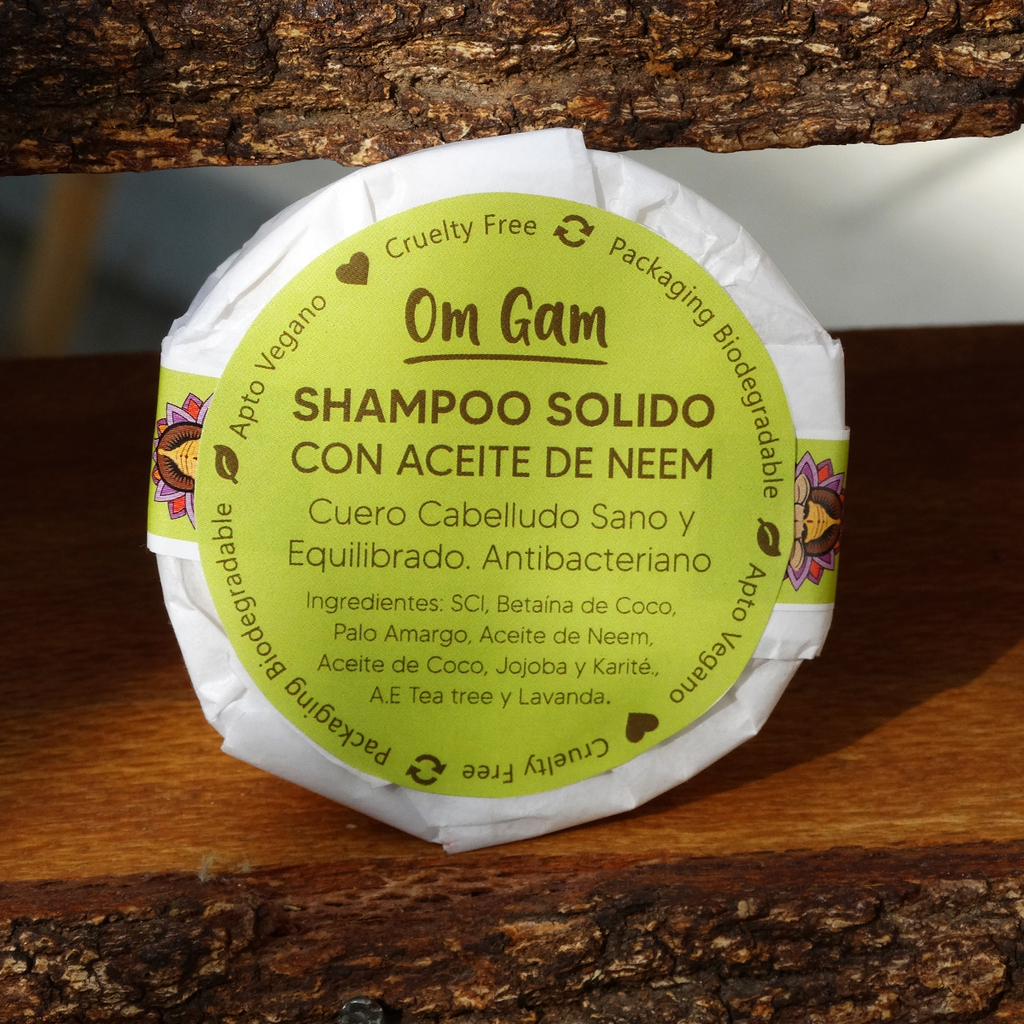 Om Gam
SHAMPOO SOLIDO
CON ACEITE DE NEEM
Cuero Cabelludo Sano y
Equilibrado. Antibacteriano
Ingredientes: SCI, Betaína de Coco,
Palo Amargo, Aceite de Neem,
Aceite de Coco, Jojoba y Karité.,
A.E Tea tree y Lavanda.
Apto Vegano
Cruelty Free
Packaging Biodegradable
Apto Vegano
Cruelty Free
Packaging Biodegradable